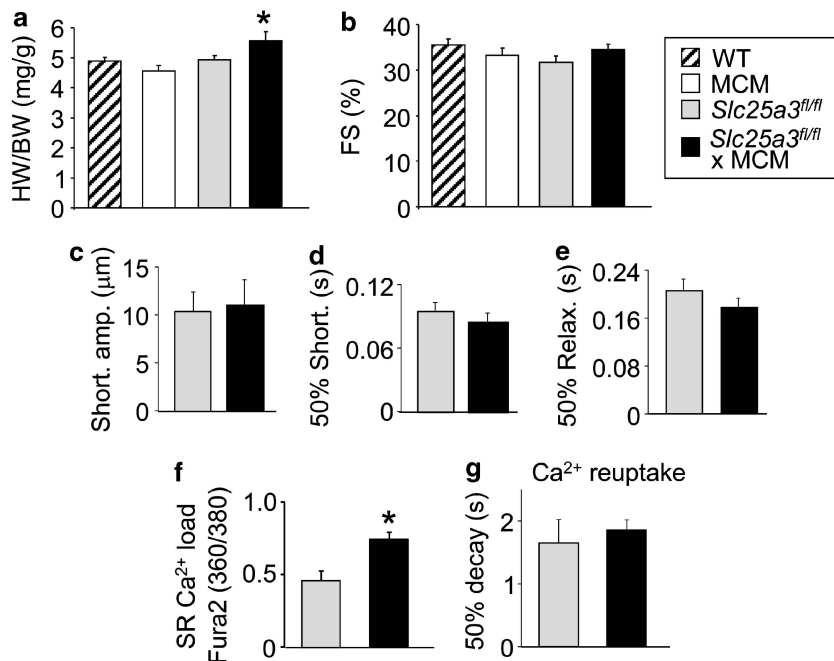 a
HW/BW (mg/g)
6
5
4
3
2
1
0
*
b
FS (%)
40
30
20
10
0
WT
MCM
Slc25a3fl/fl
Slc25a3fl/fl
x MCM
c
Short. amp. (μm)
15
10
5
0
d
50% Short. (s)
0.12
0.06
0
e
50% Relax. (s)
0.24
0.16
0.08
0
f
SR Ca2+ load
Fura2 (360/380)
1.0
0.5
0
*
g
Ca2+ reuptake
50% decay (s)
2
1
0